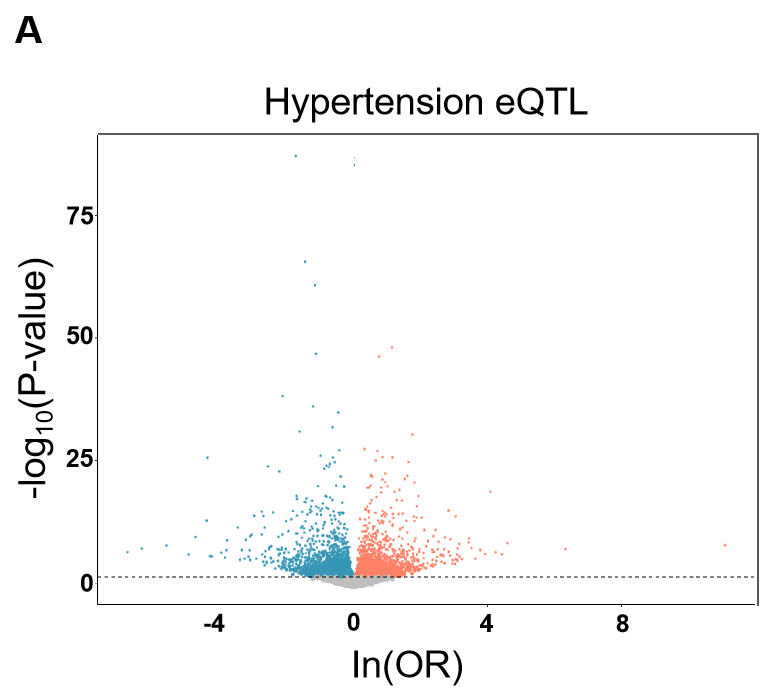 A
Hypertension eQTL
75
50
25
0
-log10(P-value)
-4 0 4 8
ln(OR)